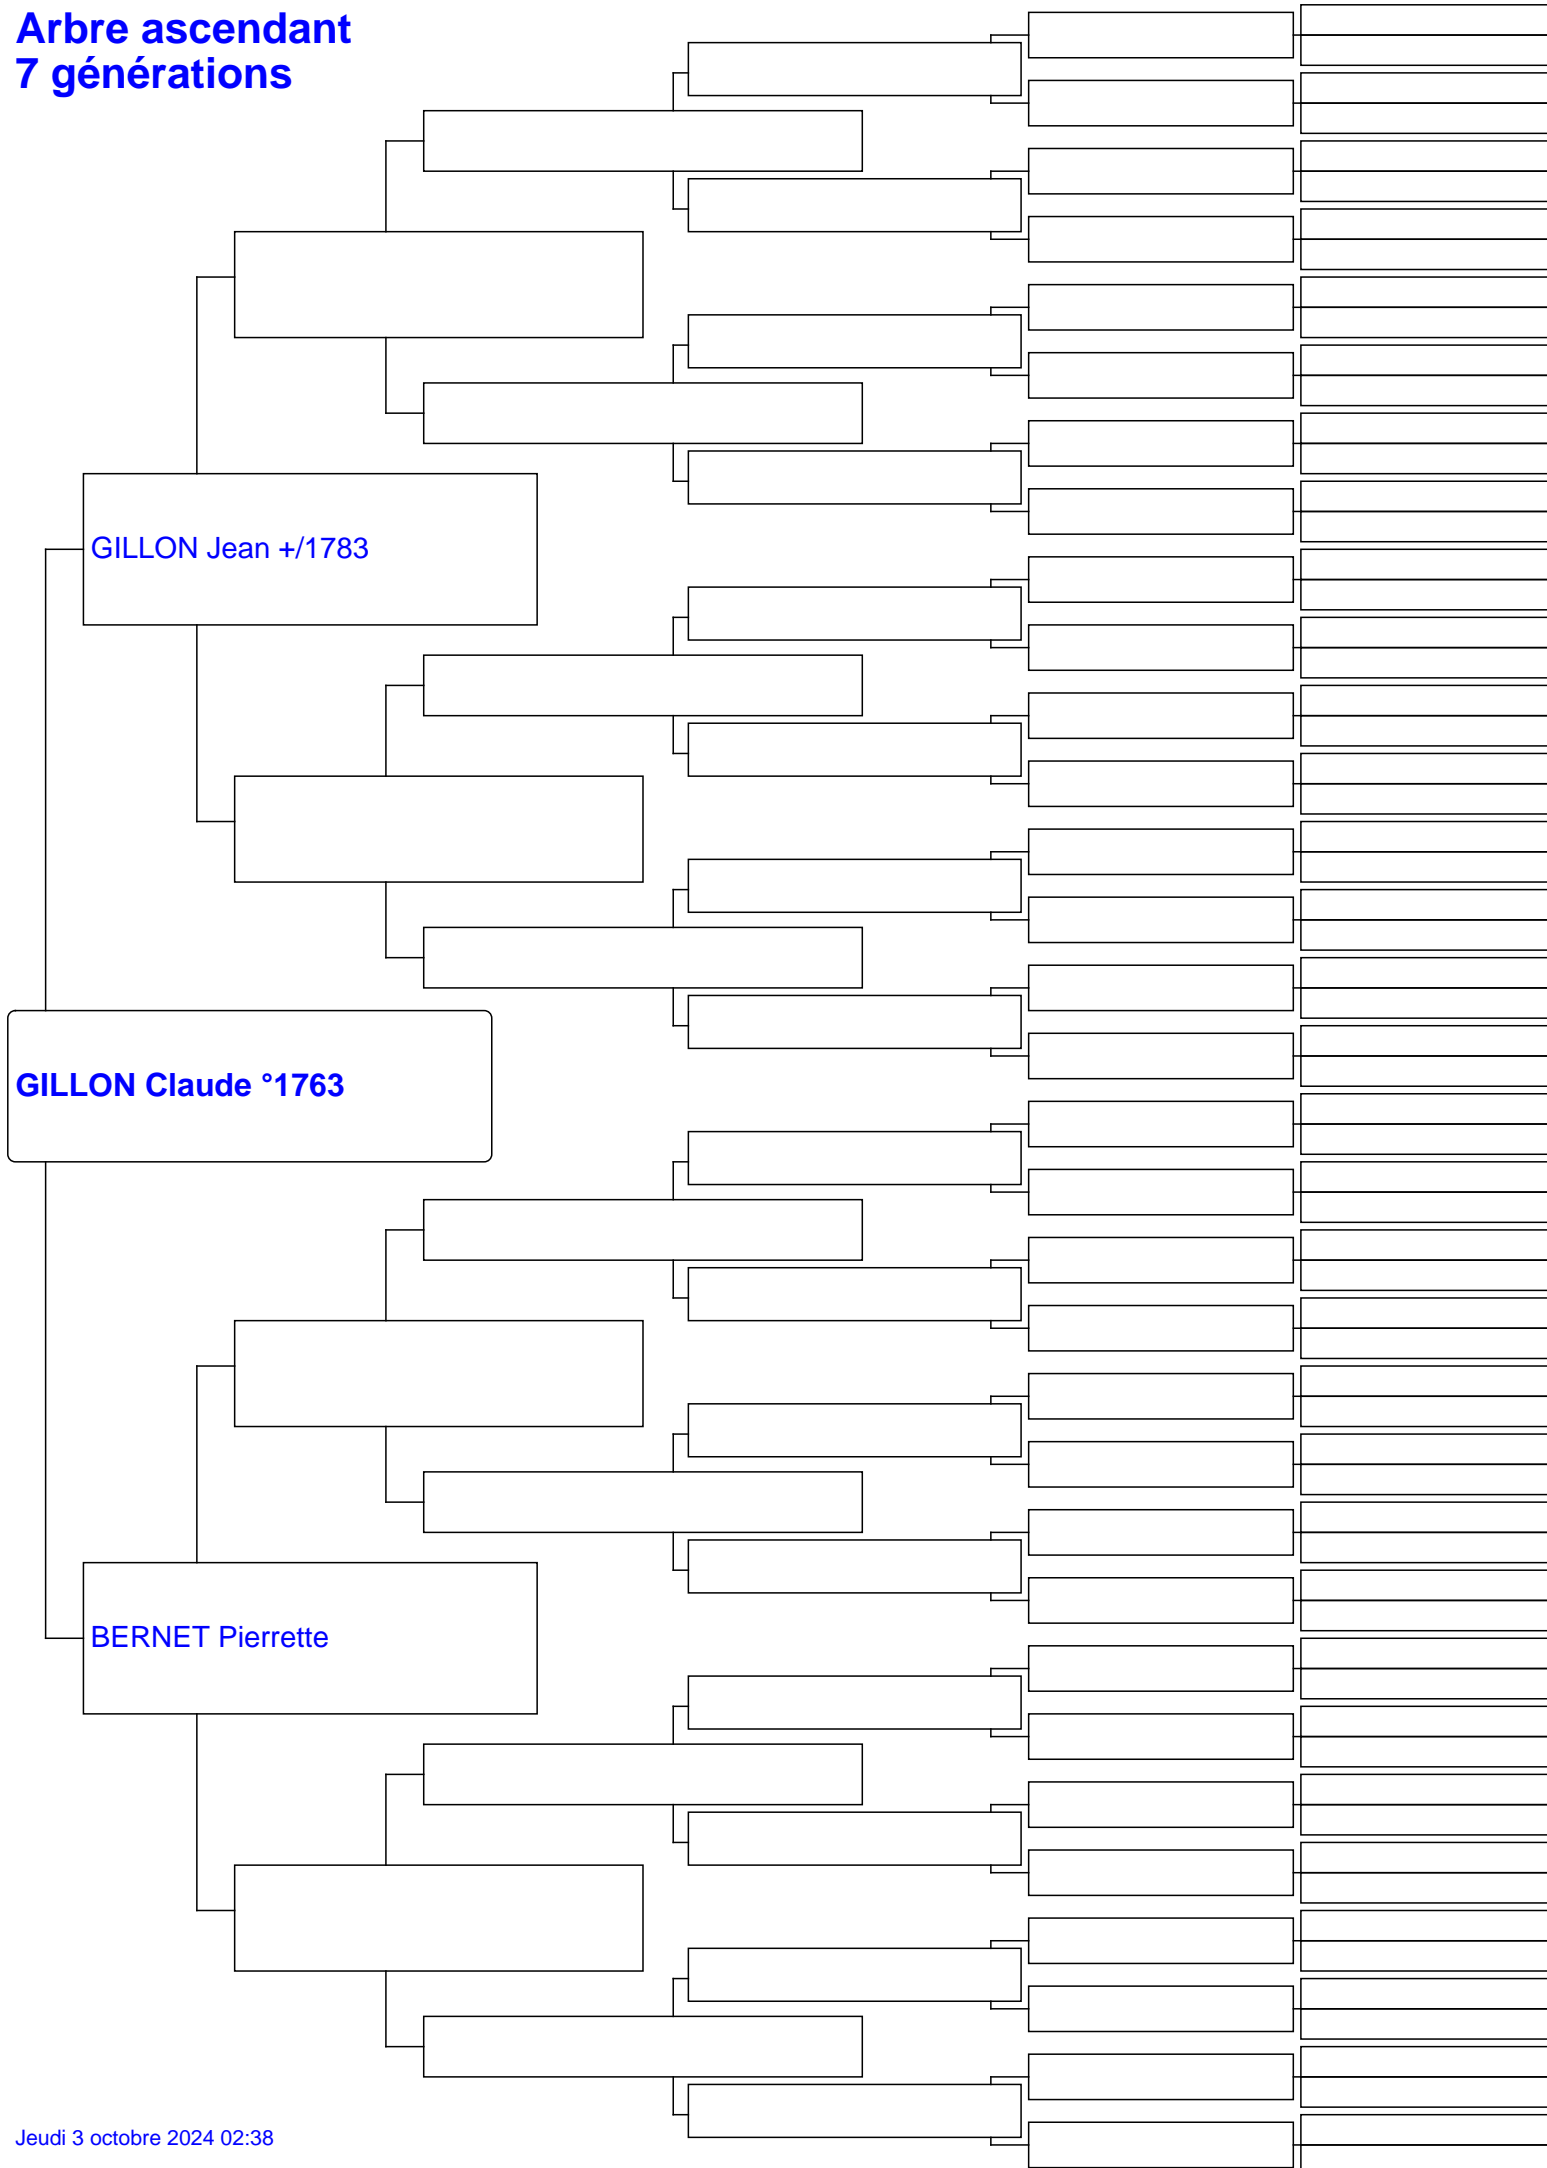 Arbre ascendant
7 générations
GILLON Jean +/1783
GILLON Claude °1763
BERNET Pierrette
Jeudi 3 octobre 2024 02:38